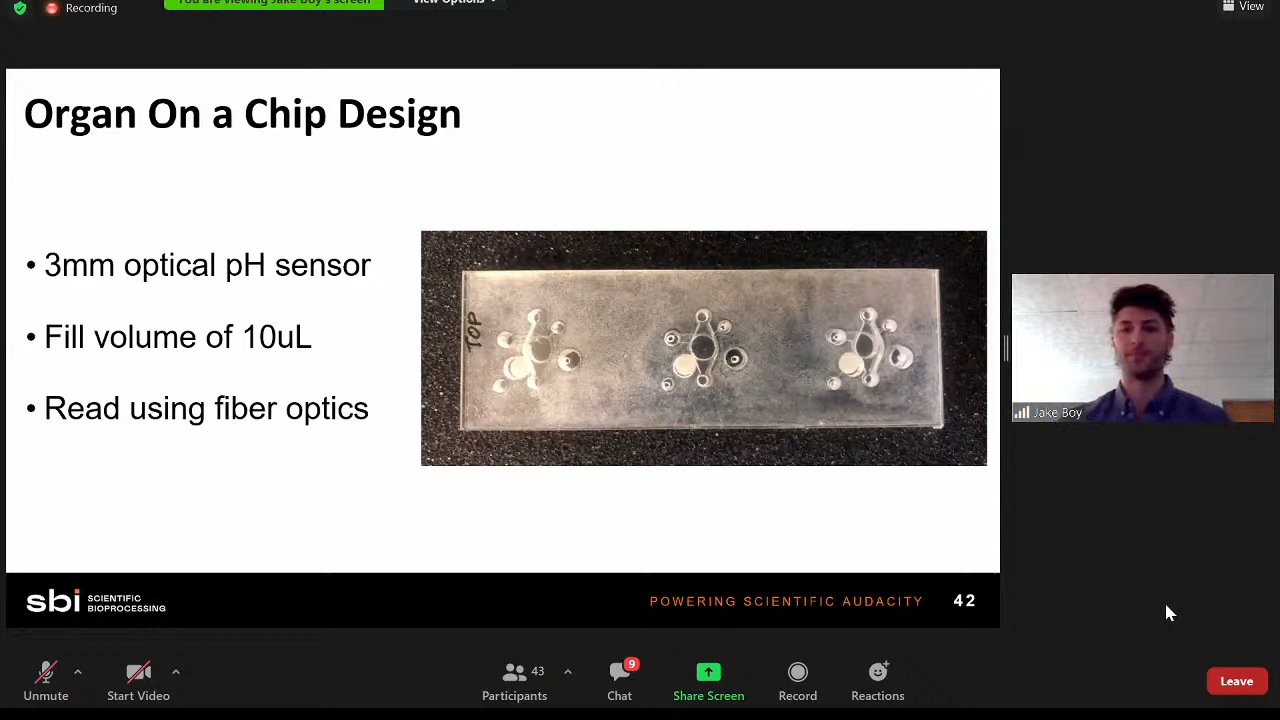 Recording
You are viewing Jake Boy's screen
View Options
View
Organ On a Chip Design
• 3mm optical pH sensor
• Fill volume of 10uL
• Read using fiber optics
TOP
Jake Boy
sbi SCIENTIFIC
BIOPROCESSING
POWERING SCIENTIFIC AUDACITY
42
43
9
Unmute
Start Video
Participants
Chat
Share Screen
Record
Reactions
Leave